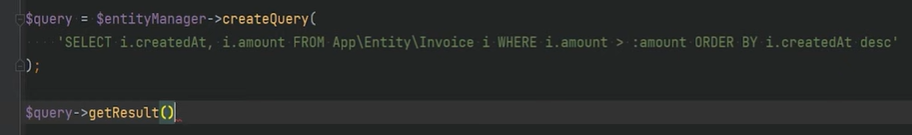 $query = $entityManager->createQuery(
'SELECT i.createdAt, i.amount FROM App\Entity\Invoice i WHERE i.amount > :amount ORDER BY i.createdAt desc'
);
$query->getResult()